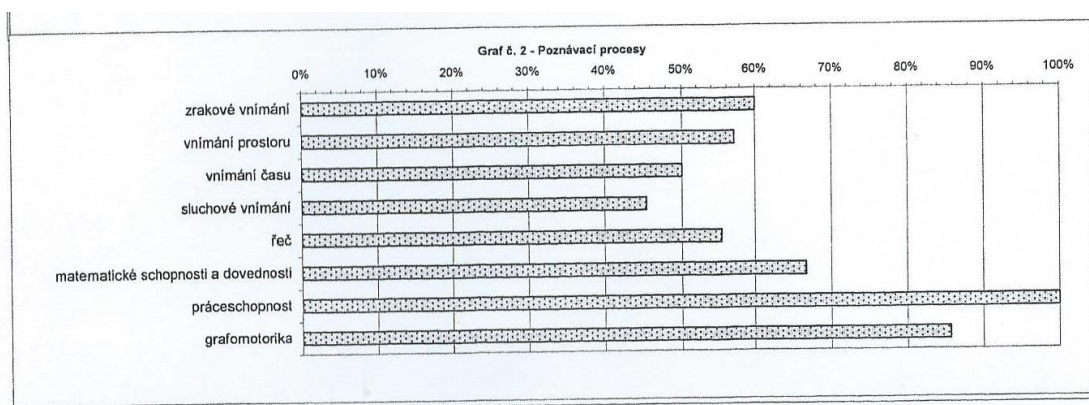 Graf č. 2 - Poznávací procesy
0% 10% 20% 30% 40% 50% 60% 70% 80% 90% 100%
zrakové vnímání
vnímání prostoru
vnímání času
sluchové vnímání
řeč
matematické schopnosti a dovednosti
práceschopnost
grafomotorika